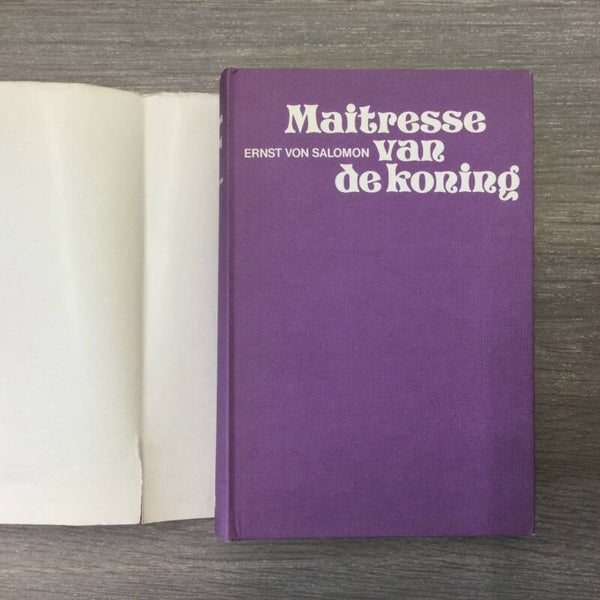 Maitresse
ERNST VON SALOMON van
de koning